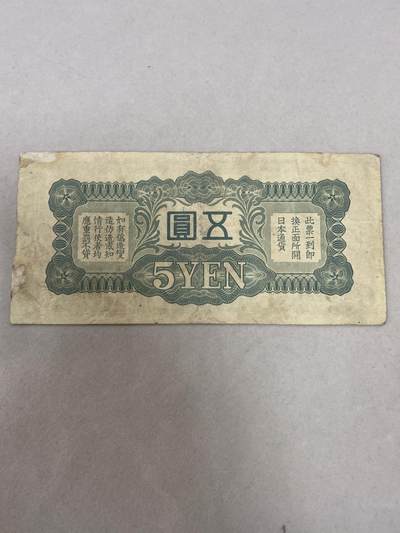 此票一到即
換正面所開
日本通貨
五圓
如有偽造變
造仿造或知
情行使者均
應重罰不貸
5 YEN